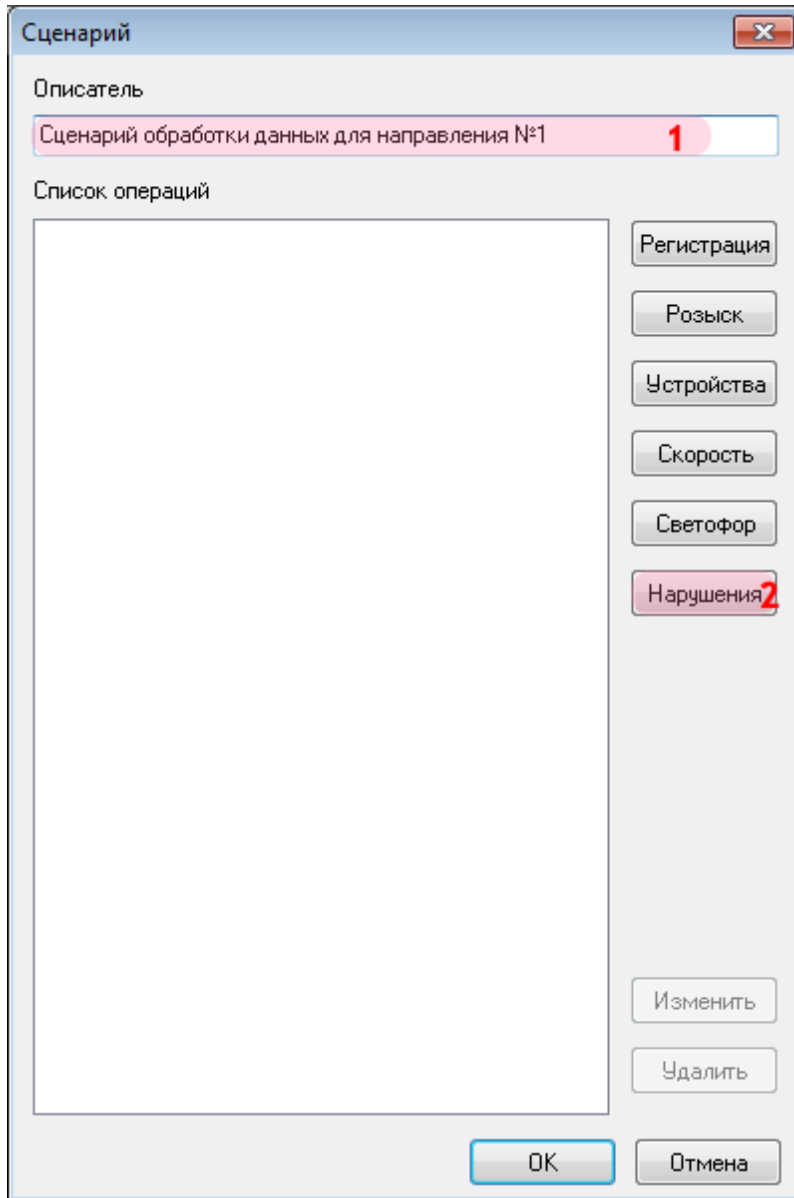 Сценарий
Описатель
Сценарий обработки данных для направления №1
1
Список операций
Регистрация
Розыск
Устройства
Скорость
Светофор
Нарушения 2
Изменить
Удалить
OK
Отмена